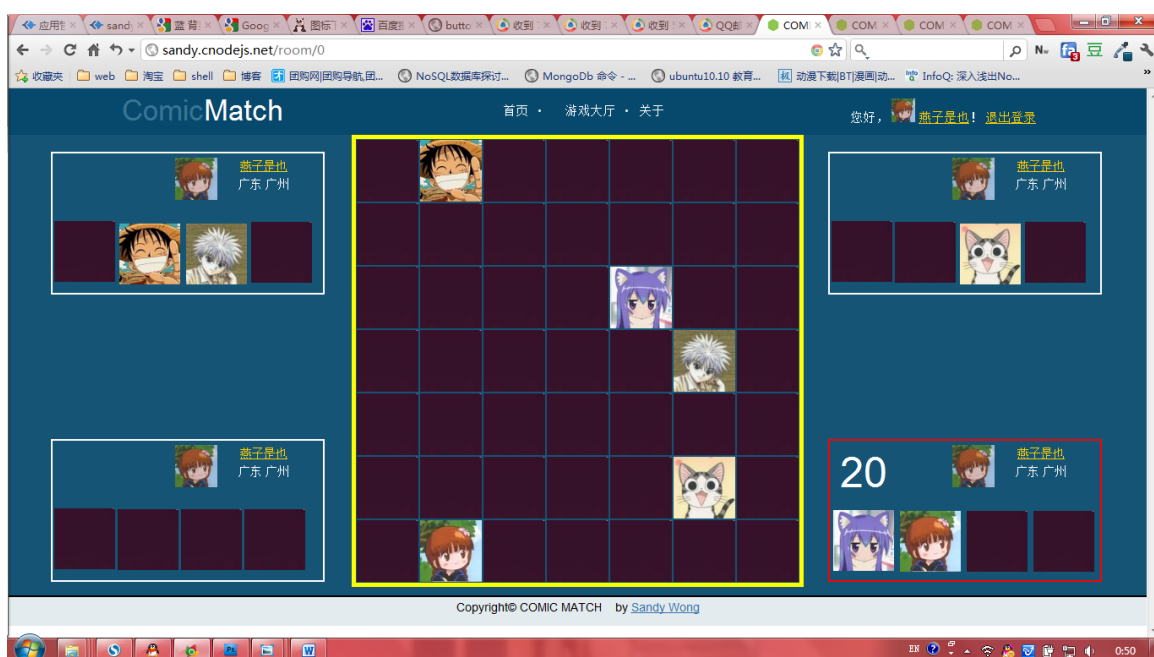 应用
sandy
蓝 背
Goog
图标
百度
butto
收到
收到
收到
QQ邮
COMI
COM
COM
COM
sandy.cnodejs.net/room/0
收藏夹 web 淘宝 shell 博客 团购网|团购导航,团... NoSQL数据库探讨... MongoDb 命令 - ... ubuntu10.10 教育... 动漫下载|BT|漫画|动... InfoQ: 深入浅出No... »
ComicMatch
首页 · 游戏大厅 · 关于
您好， 燕子是也! 退出登录
燕子是也
广东 广州
燕子是也
广东 广州
燕子是也
广东 广州
20
燕子是也
广东 广州
Copyright© COMIC MATCH by Sandy Wong
EN
0:50